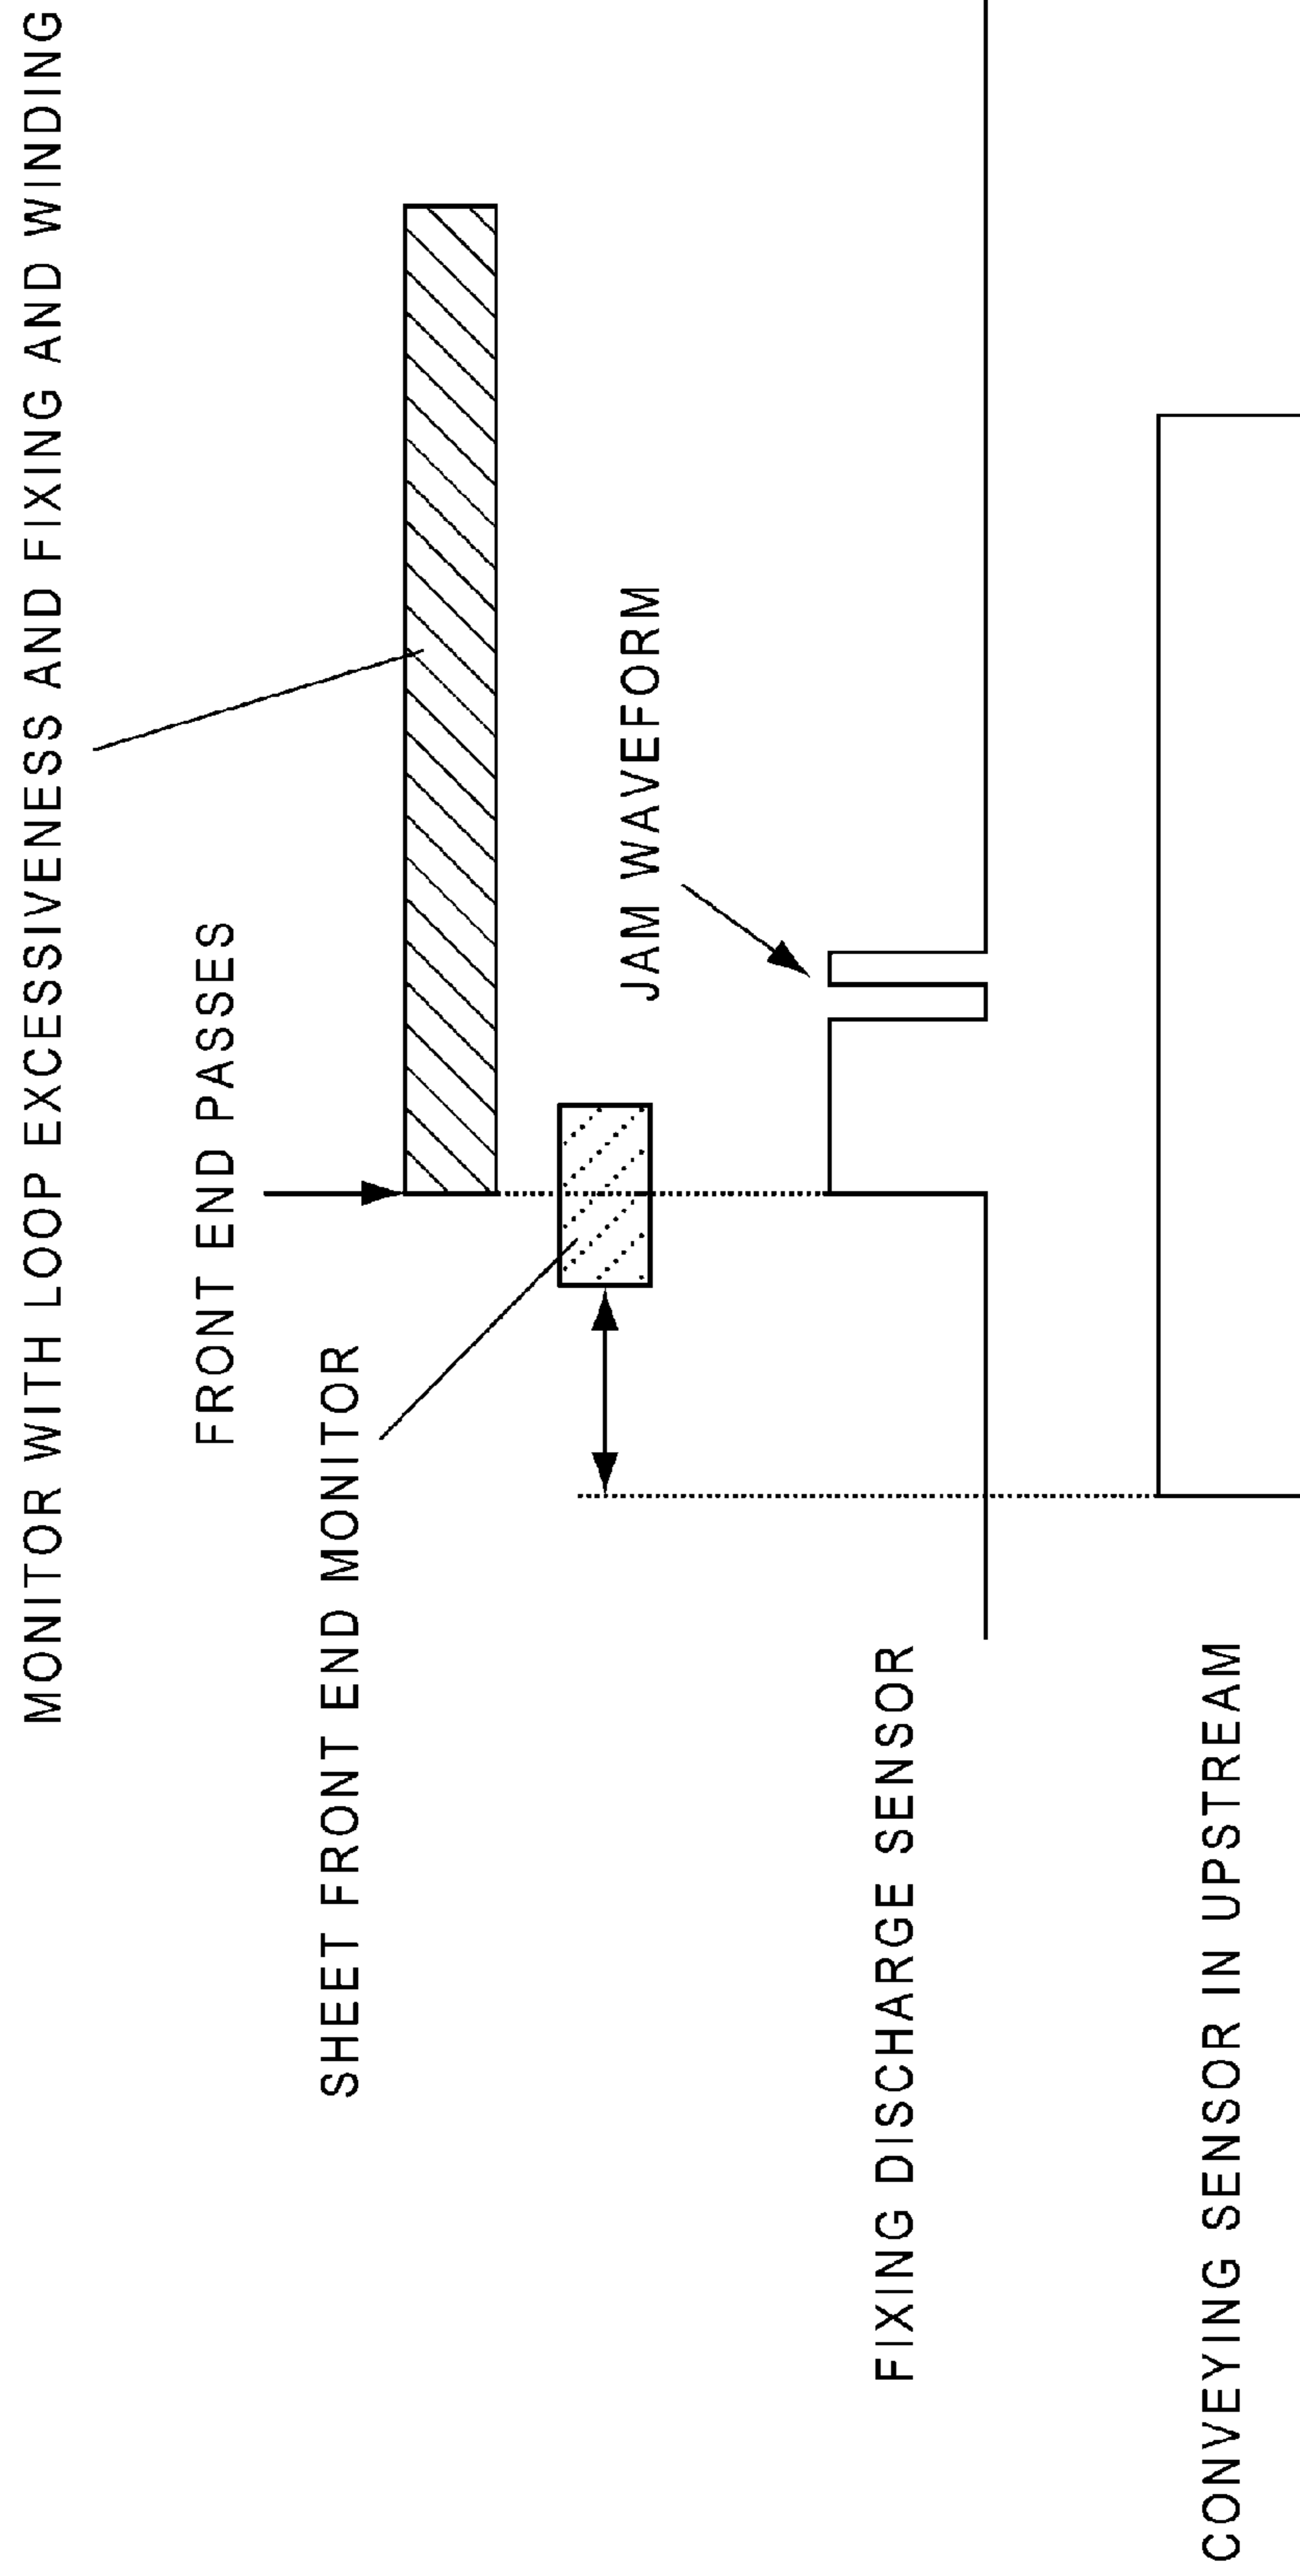 MONITOR WITH LOOP EXCESSIVENESS AND FIXING AND WINDING
FRONT END PASSES
SHEET FRONT END MONITOR
JAM WAVEFORM
FIXING DISCHARGE SENSOR
CONVEYING SENSOR IN UPSTREAM